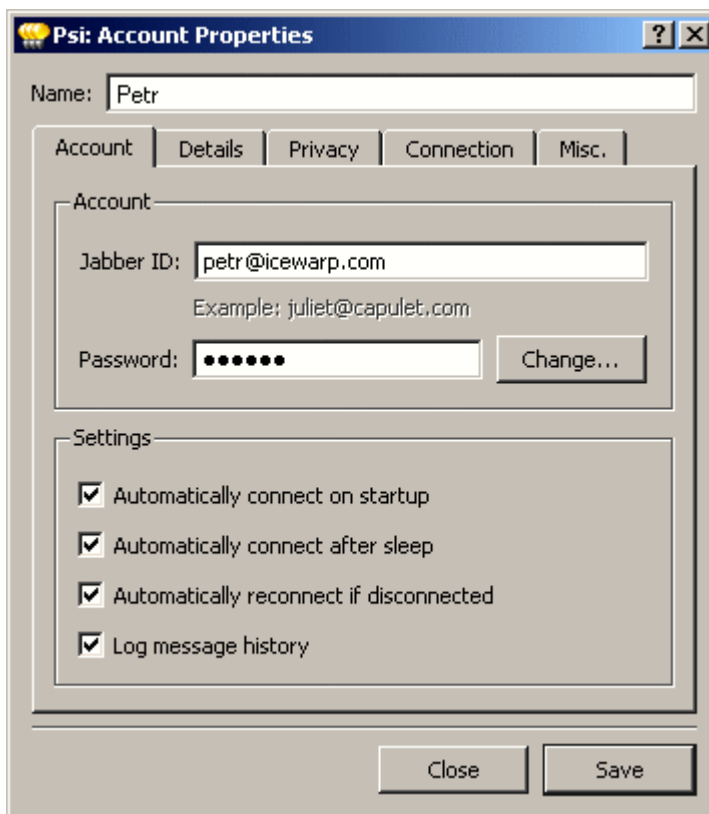 Psi: Account Properties
Name: Petr
Account Details Privacy Connection Misc.
Account
Jabber ID: petr@icewarp.com
Example: juliet@capulet.com
Password: ●●●●●● Change...
Settings
Automatically connect on startup
Automatically connect after sleep
Automatically reconnect if disconnected
Log message history
Close Save